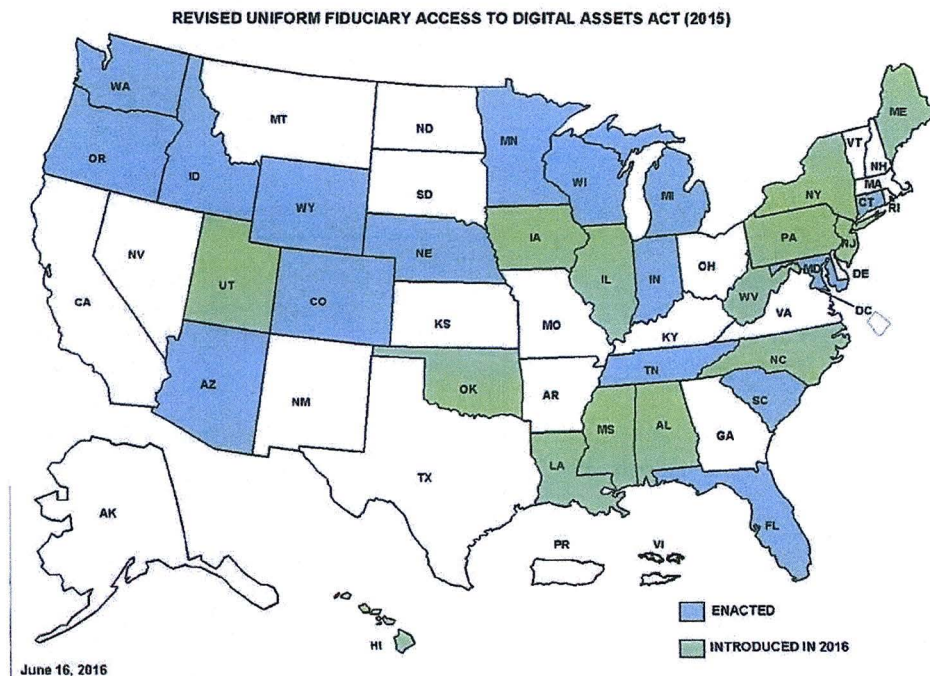 REVISED UNIFORM FIDUCIARY ACCESS TO DIGITAL ASSETS ACT (2015)
WA
MT
ND
MN
ME
VT
NH
OR
ID
WY
SD
WI
MI
NY
MA
CT
RI
NV
UT
CO
NE
IA
IL
IN
OH
PA
NJ
MD
DE
WV
VA
DC
CA
KS
MO
KY
AZ
NM
OK
AR
TN
NC
SC
MS
AL
GA
TX
LA
FL
AK
PR
VI
HI
ENACTED
INTRODUCED IN 2016
June 16, 2016